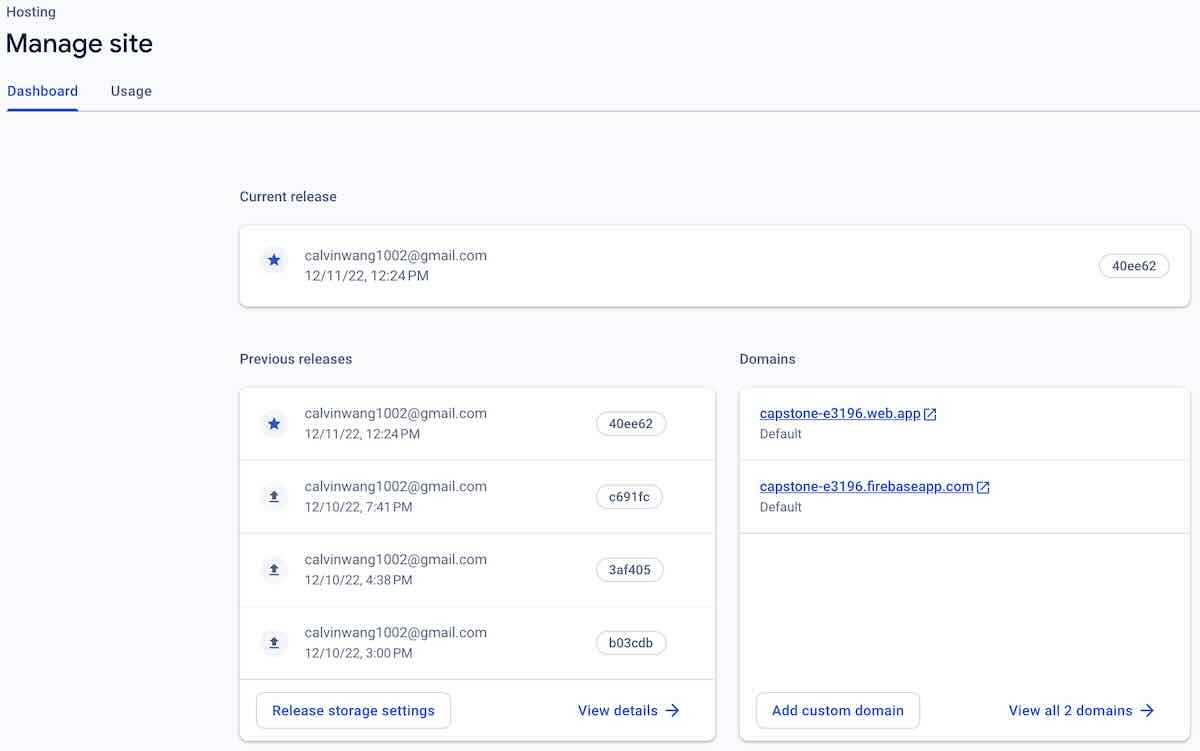 Hosting
Manage site
Dashboard Usage
Current release
calvinwang1002@gmail.com
12/11/22, 12:24 PM
40ee62
Previous releases
calvinwang1002@gmail.com
12/11/22, 12:24 PM
40ee62
calvinwang1002@gmail.com
12/10/22, 7:41 PM
c691fc
calvinwang1002@gmail.com
12/10/22, 4:38 PM
3af405
calvinwang1002@gmail.com
12/10/22, 3:00 PM
b03cdb
Release storage settings View details
Domains
capstone-e3196.web.app
Default
capstone-e3196.firebaseapp.com
Default
Add custom domain View all 2 domains